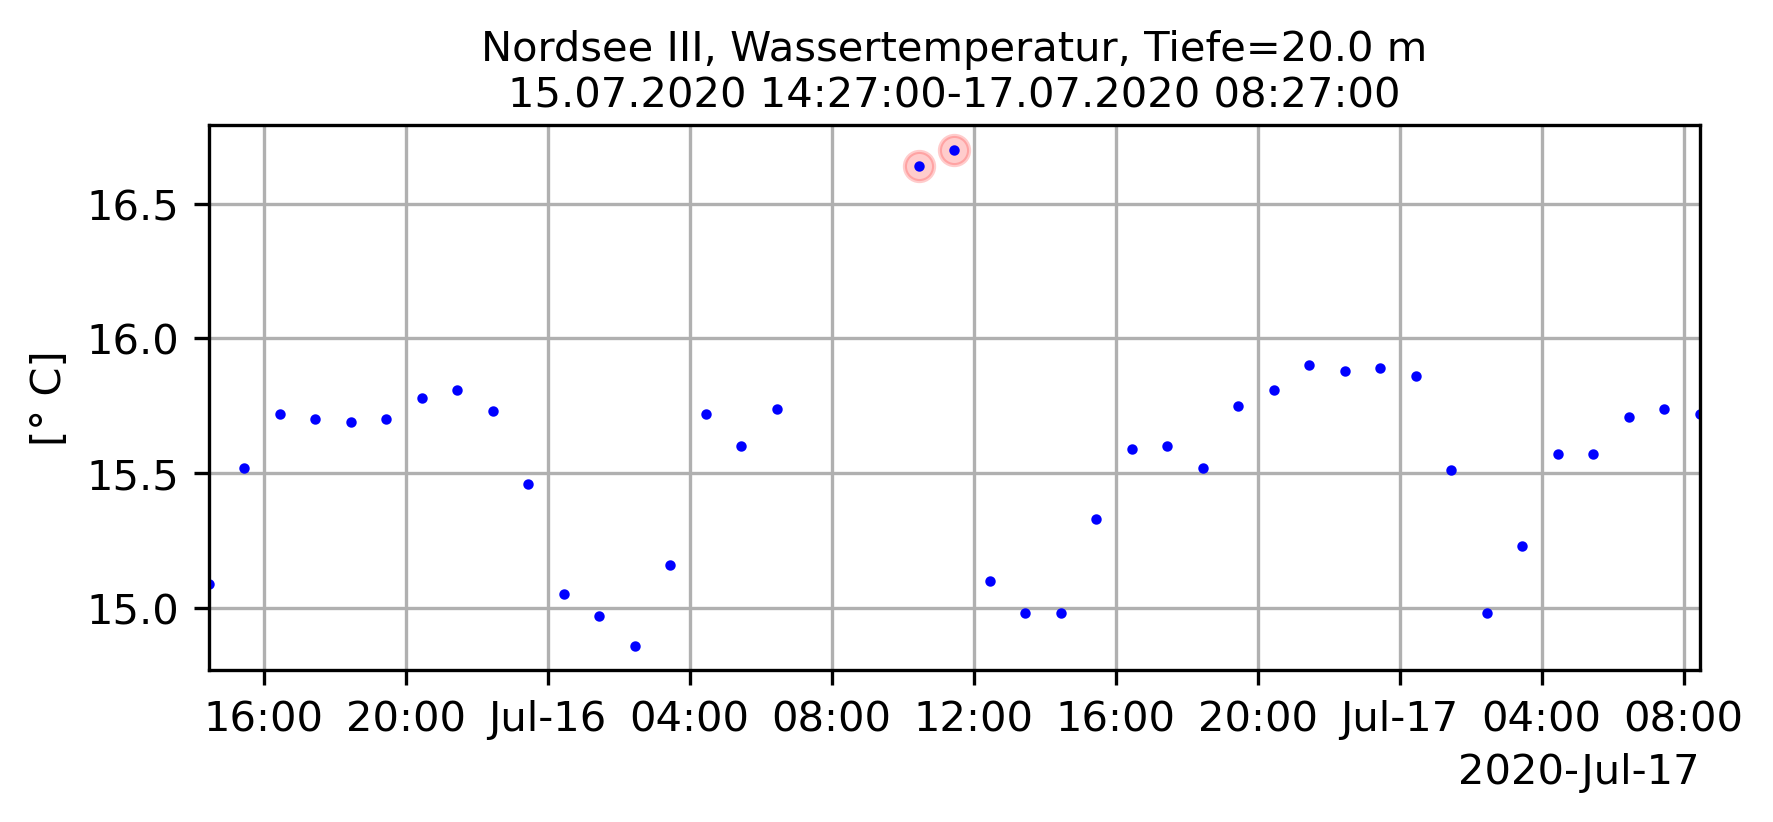 Nordsee III, Wassertemperatur, Tiefe=20.0 m
15.07.2020 14:27:00-17.07.2020 08:27:00
[° C]
16.5
16.0
15.5
15.0
16:00 20:00 Jul-16 04:00 08:00 12:00 16:00 20:00 Jul-17 04:00 08:00
2020-Jul-17